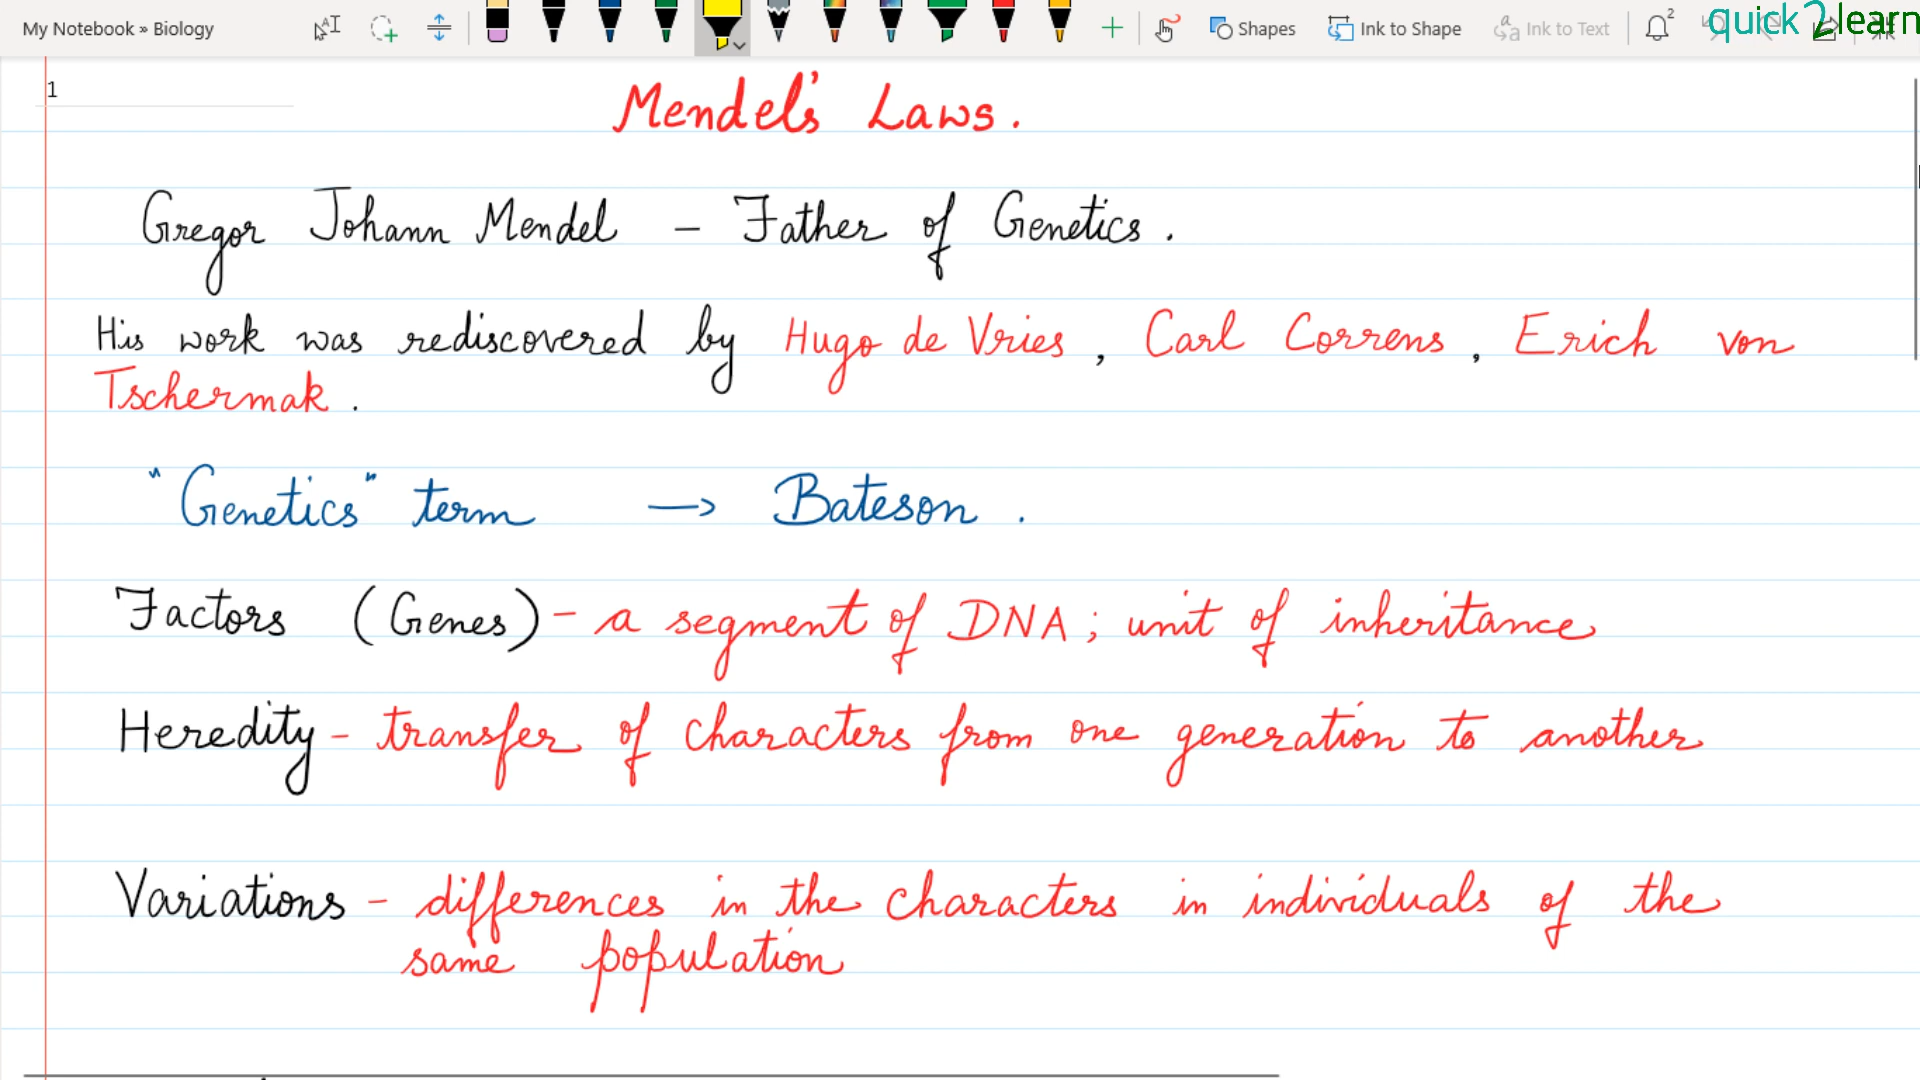 My Notebook » Biology
Shapes
Ink to Shape
Ink to Text
2
quick2learn
1
Mendel's Laws.
Gregor Johann Mendel – Father of Genetics.
His work was rediscovered by Hugo de Vries, Carl Correns, Erich von
Tschermak.
"Genetics" term → Bateson.
Factors (Genes) – a segment of DNA; unit of inheritance
Heredity – transfer of characters from one generation to another
Variations – differences in the characters in individuals of the
same population